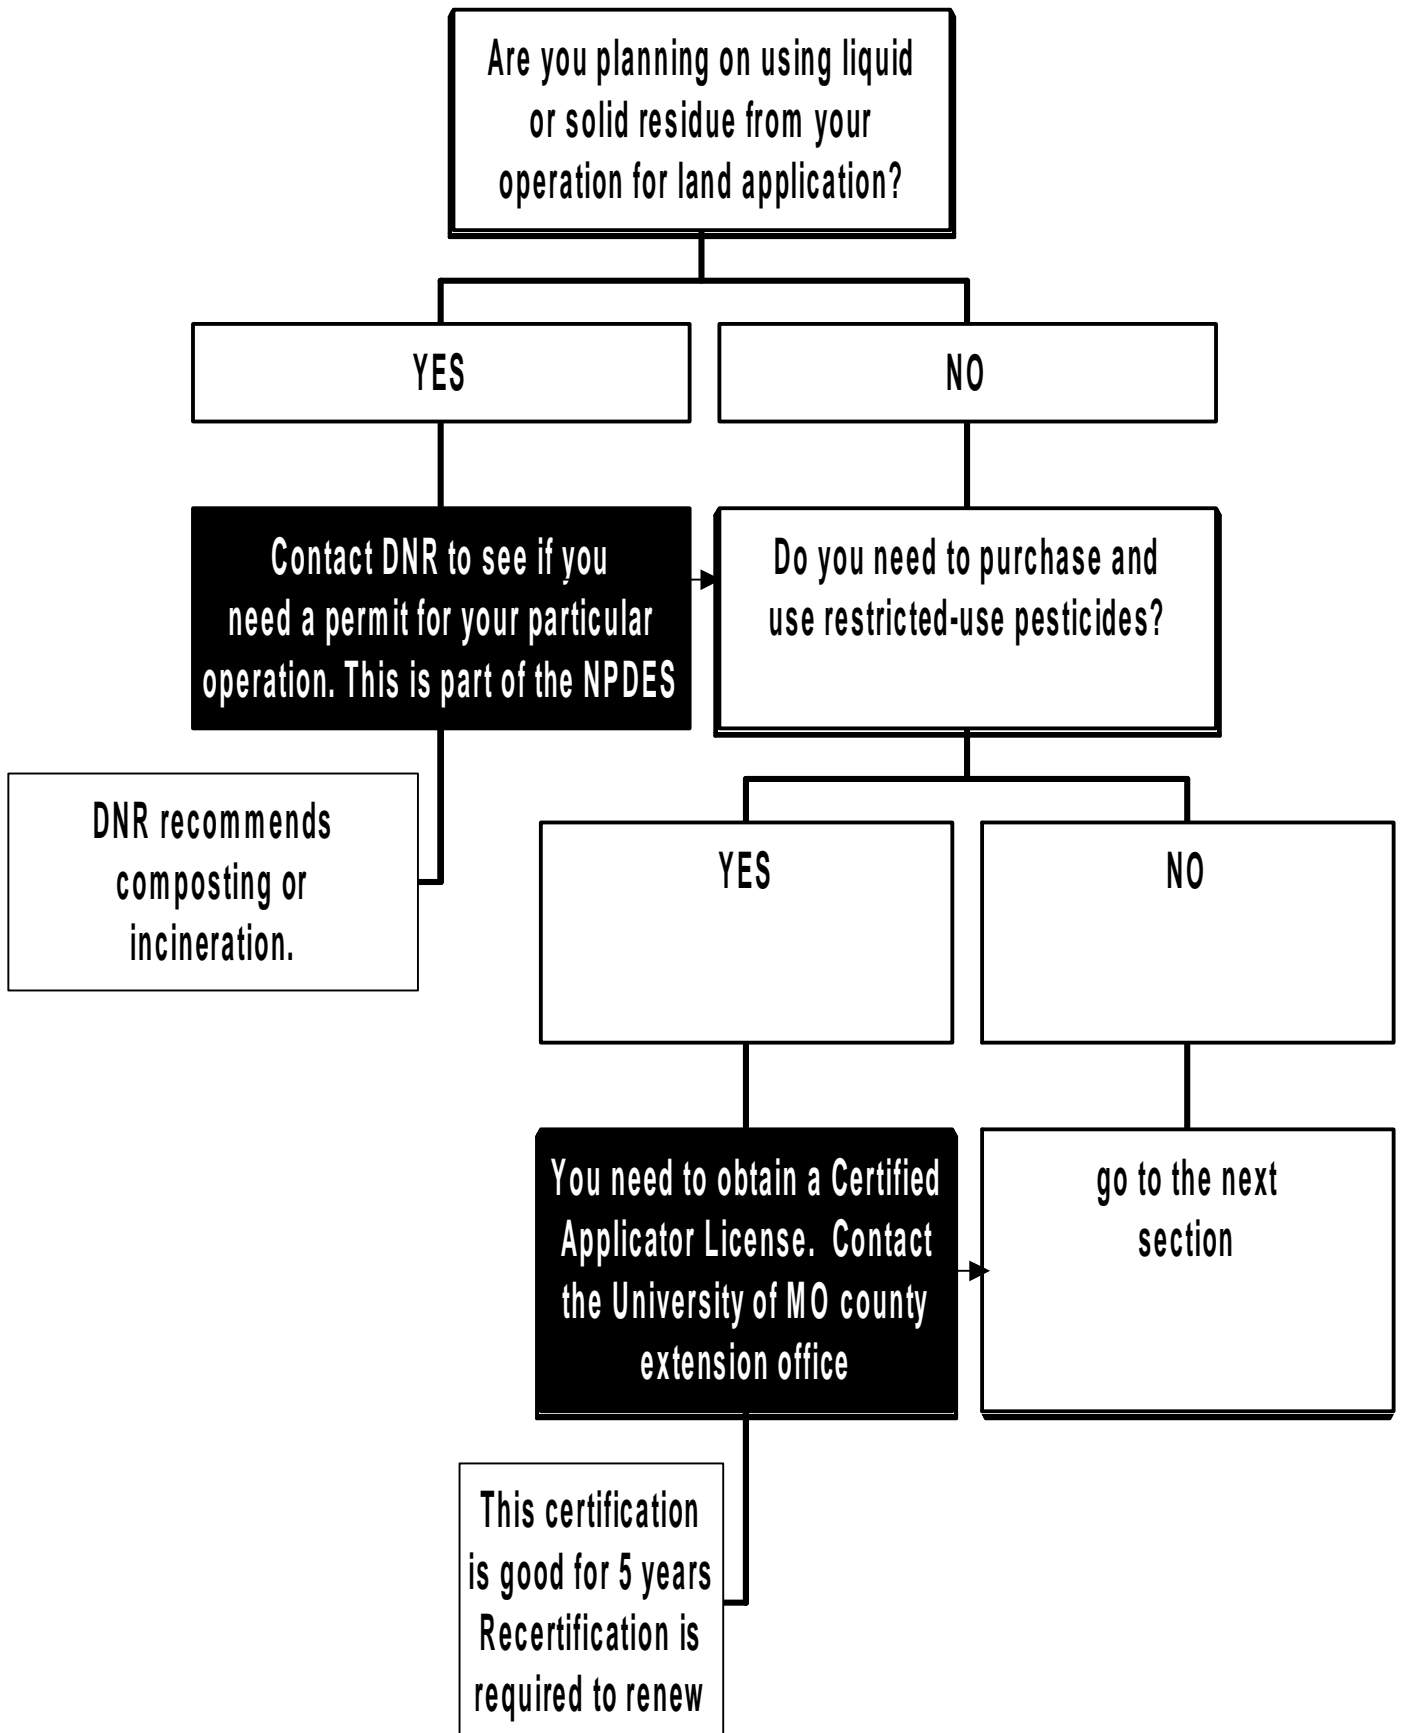 Are you planning on using liquid
or solid residue from your
operation for land application?
YES
NO
Contact DNR to see if you
need a permit for your particular
operation. This is part of the NPDES
Do you need to purchase and
use restricted-use pesticides?
DNR recommends
composting or
incineration.
YES
NO
You need to obtain a Certified
Applicator License. Contact
the University of MO county
extension office
go to the next
section
This certification
is good for 5 years
Recertification is
required to renew